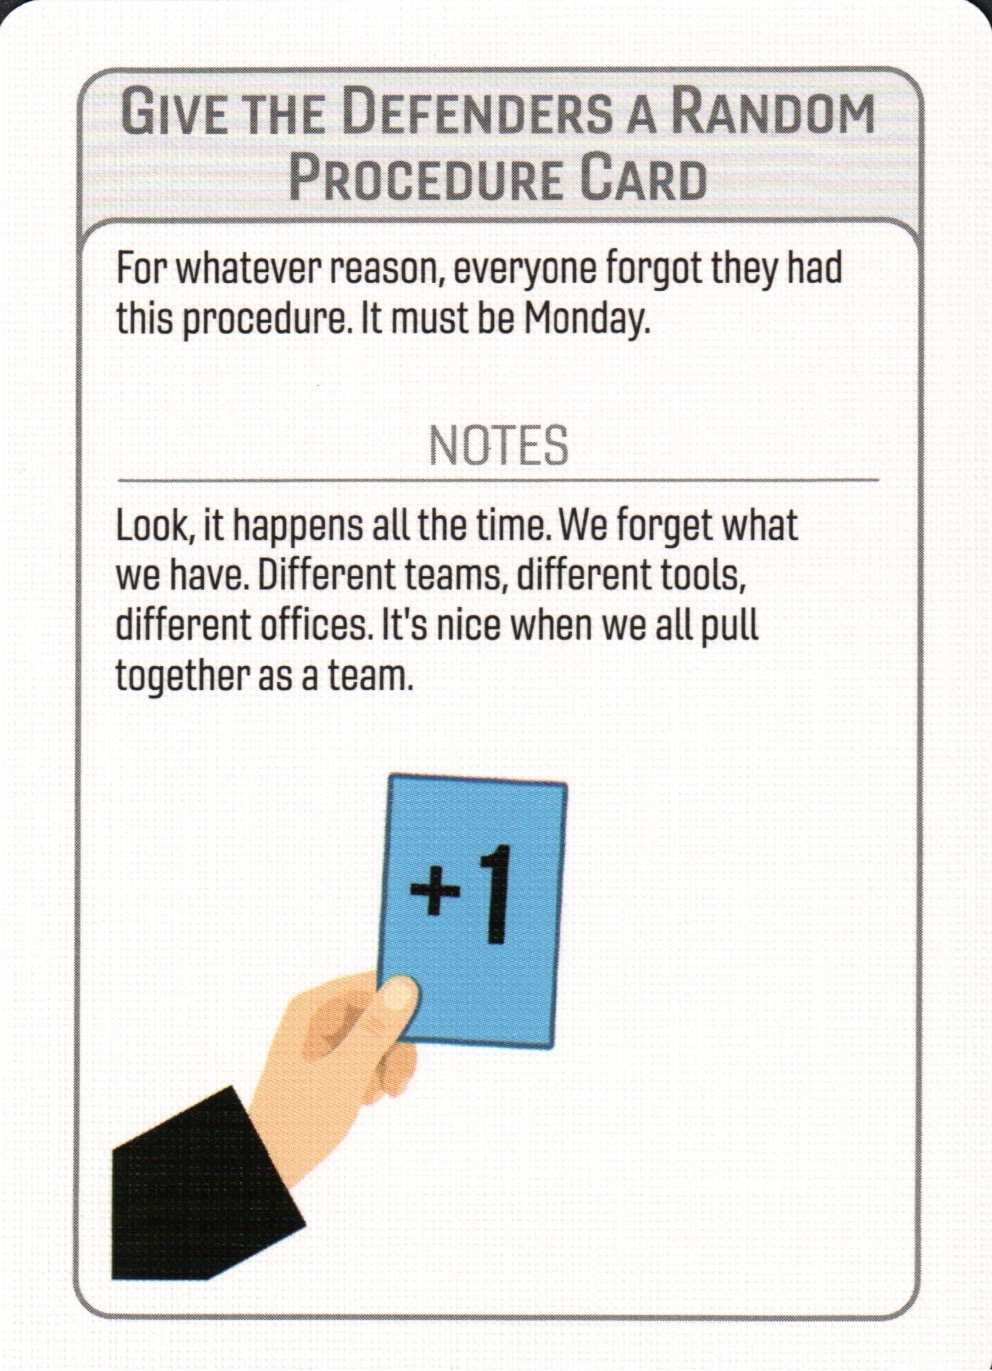 GIVE THE DEFENDERS A RANDOM
PROCEDURE CARD
For whatever reason, everyone forgot they had
this procedure. It must be Monday.
NOTES
Look, it happens all the time. We forget what
we have. Different teams, different tools,
different offices. It's nice when we all pull
together as a team.
+1